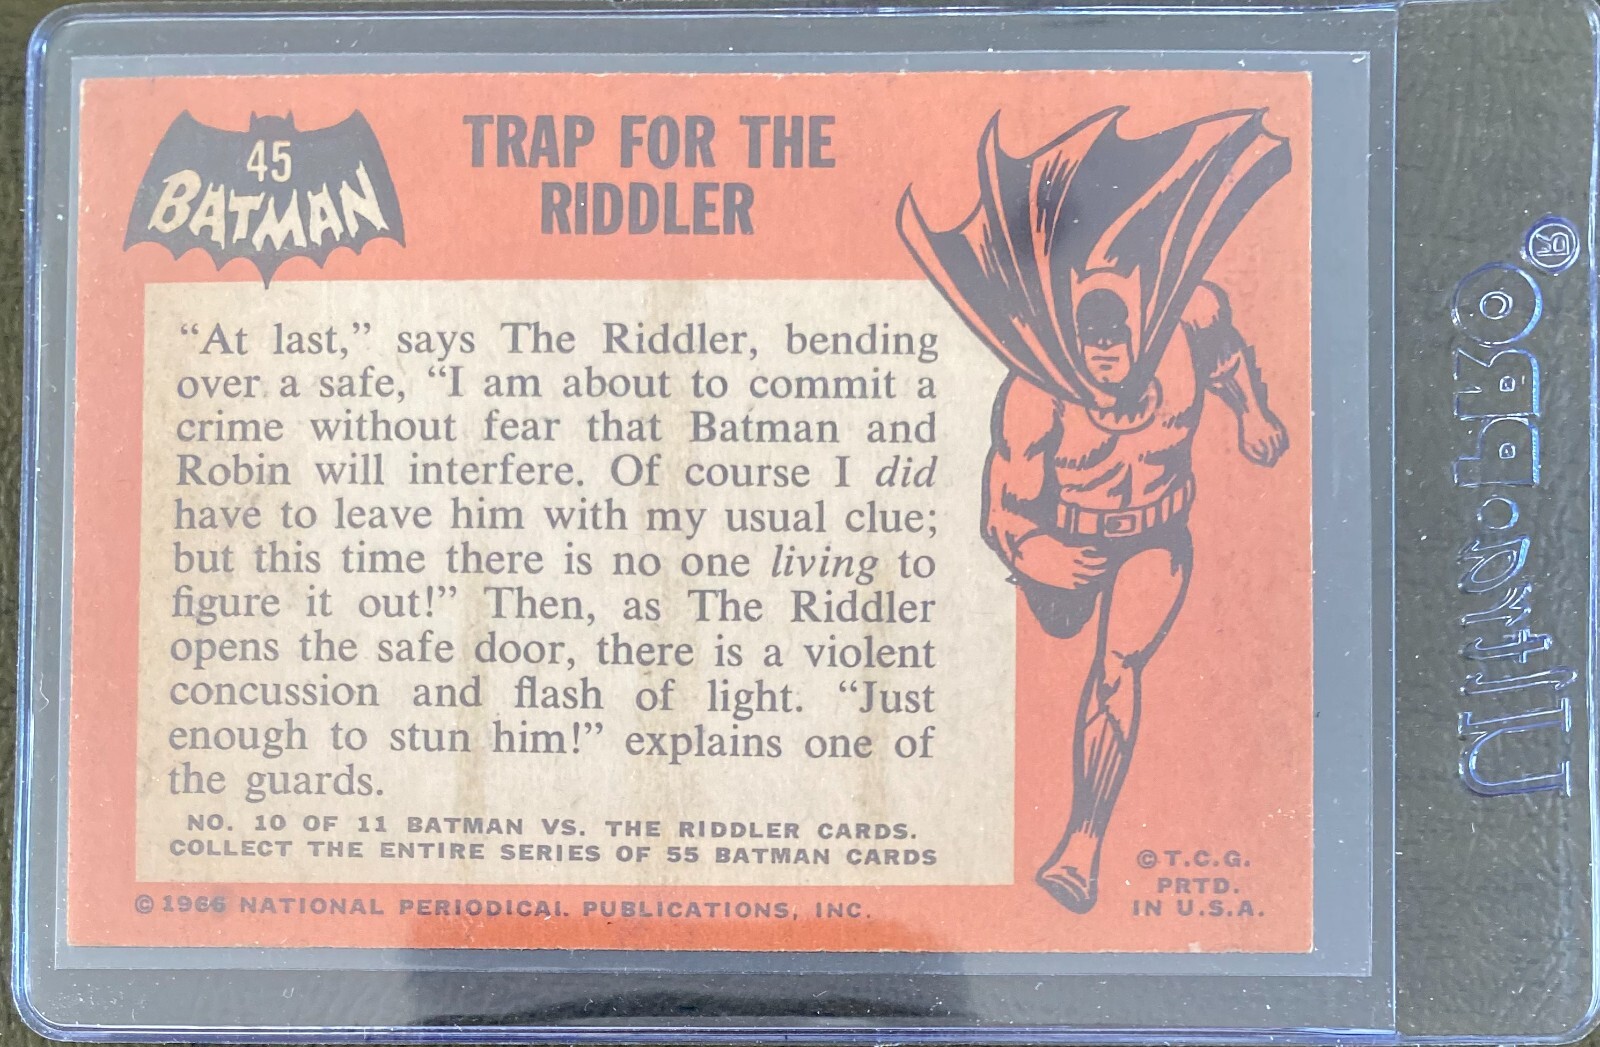 45
BATMAN
TRAP FOR THE
RIDDLER
“At last,” says The Riddler, bending
over a safe, “I am about to commit a
crime without fear that Batman and
Robin will interfere. Of course I did
have to leave him with my usual clue;
but this time there is no one living to
figure it out!” Then, as The Riddler
opens the safe door, there is a violent
concussion and flash of light. “Just
enough to stun him!” explains one of
the guards.
NO. 10 OF 11 BATMAN VS. THE RIDDLER CARDS.
COLLECT THE ENTIRE SERIES OF 55 BATMAN CARDS
© 1966 NATIONAL PERIODICAL PUBLICATIONS, INC.
© T.C.G.
PRTD.
IN U.S.A.
Ultra·PRO®